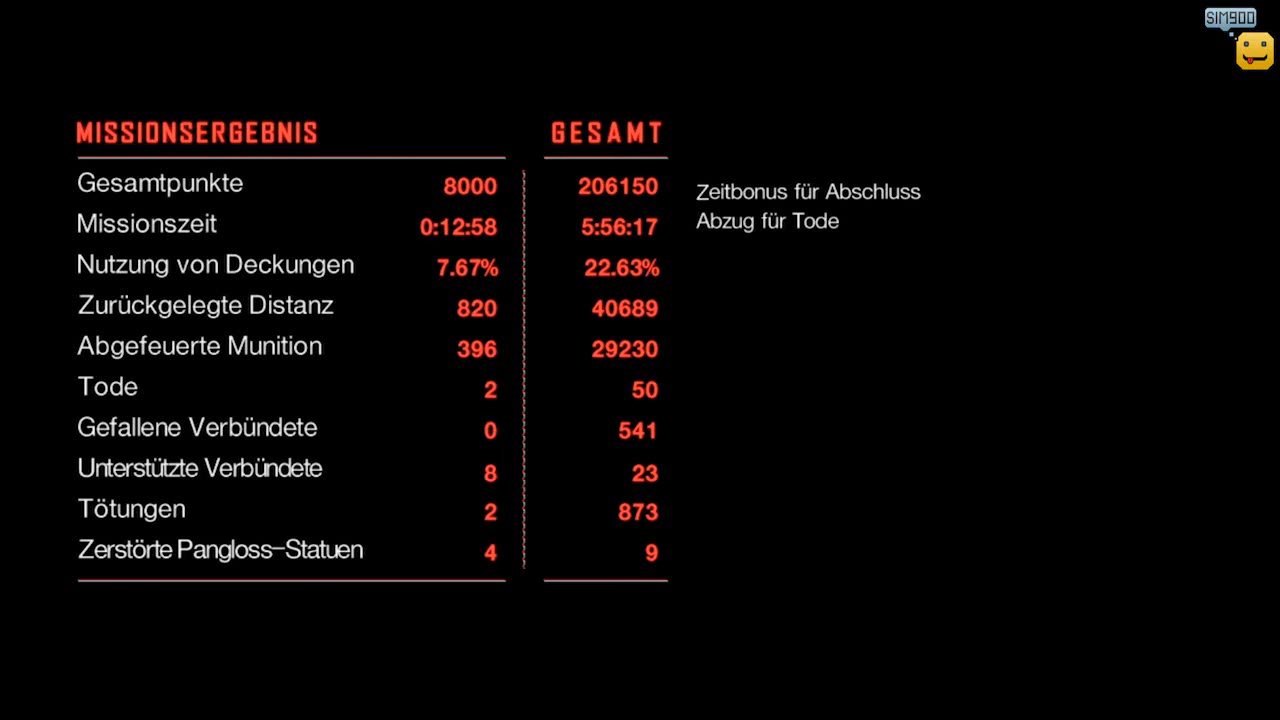 SIM900
MISSIONSERGEBNIS GESAMT
Gesamtpunkte 8000 206150 Zeitbonus für Abschluss
Missionszeit 0:12:58 5:56:17 Abzug für Tode
Nutzung von Deckungen 7.67% 22.63%
Zurückgelegte Distanz 820 40689
Abgefeuerte Munition 396 29230
Tode 2 50
Gefallene Verbündete 0 541
Unterstützte Verbündete 8 23
Tötungen 2 873
Zerstörte Pangloss-Statuen 4 9